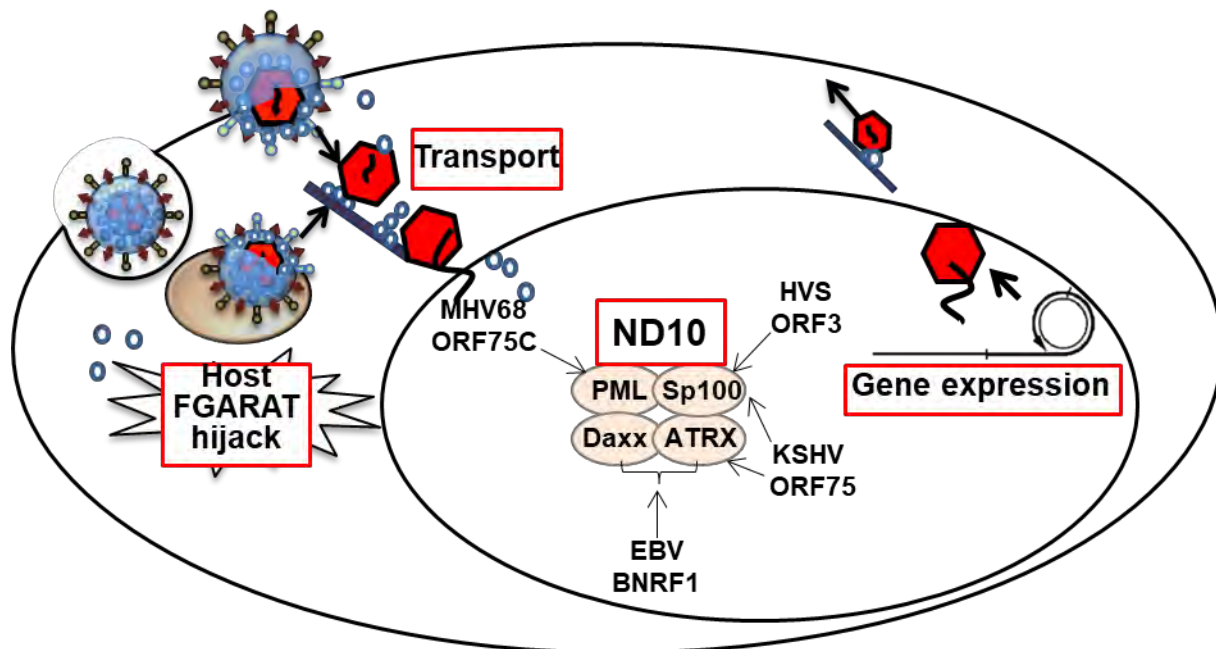 Transport
MHV68
ORF75C
ND10
HVS
ORF3
PML
Sp100
Daxx
ATRX
KSHV
ORF75
EBV
BNRF1
Host
FGARAT
hijack
Gene expression